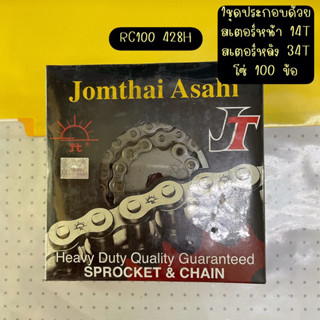 1ชุดประกอบด้วย
สเตอร์หน้า 14T
สเตอร์หลัง 34T
โซ่ 100 ข้อ
RC100 428H
Jomthai Asahi
JT
Jt
Heavy Duty Quality Guaranteed
SPROCKET & CHAIN